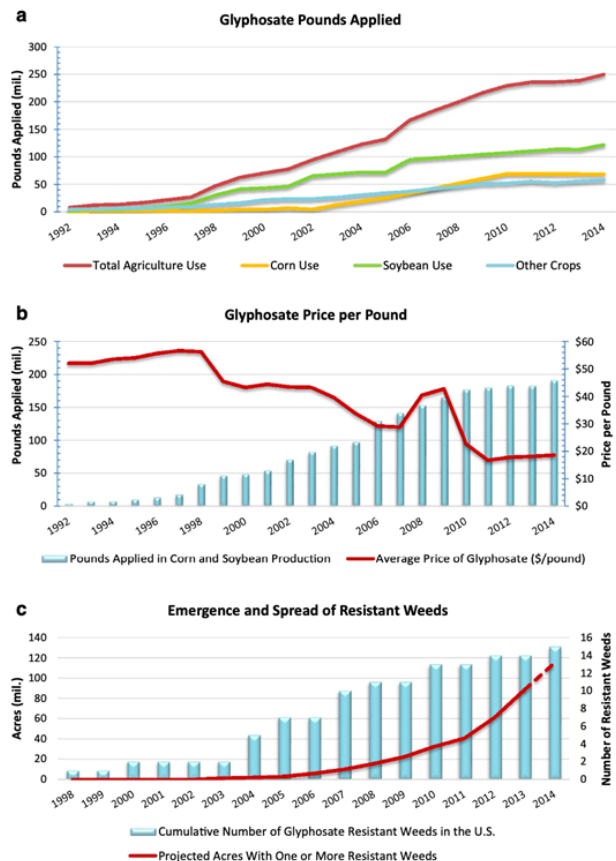 a
Glyphosate Pounds Applied
Pounds Applied (mil.)
300
250
200
150
100
50
0
1992 1994 1996 1998 2000 2002 2004 2006 2008 2010 2012 2014
Total Agriculture Use Corn Use Soybean Use Other Crops
b
Glyphosate Price per Pound
Pounds Applied (mil.)
250
200
150
100
50
0
$60
$50
$40
$30
$20
$10
$0
Price per Pound
1992 1994 1996 1998 2000 2002 2004 2006 2008 2010 2012 2014
Pounds Applied in Corn and Soybean Production Average Price of Glyphosate ($/pound)
c
Emergence and Spread of Resistant Weeds
Acres (mil.)
140
120
100
80
60
40
20
0
16
14
12
10
8
6
4
2
0
Number of Resistant Weeds
1998 1999 2000 2001 2002 2003 2004 2005 2006 2007 2008 2009 2010 2011 2012 2013 2014
Cumulative Number of Glyphosate Resistant Weeds in the U.S.
Projected Acres With One or More Resistant Weeds